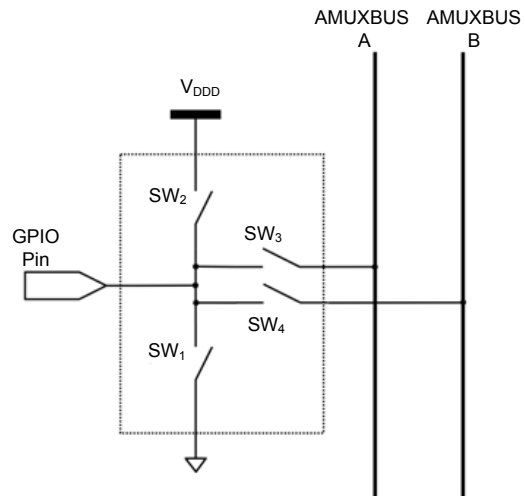 AMUXBUS
A
AMUXBUS
B
VDDD
SW2
GPIO
Pin
SW3
SW4
SW1